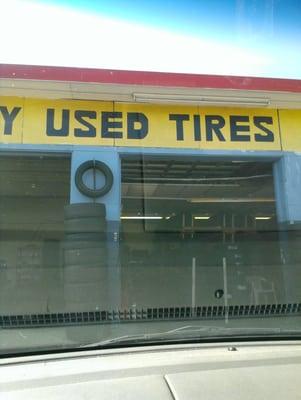 Y USED TIRES